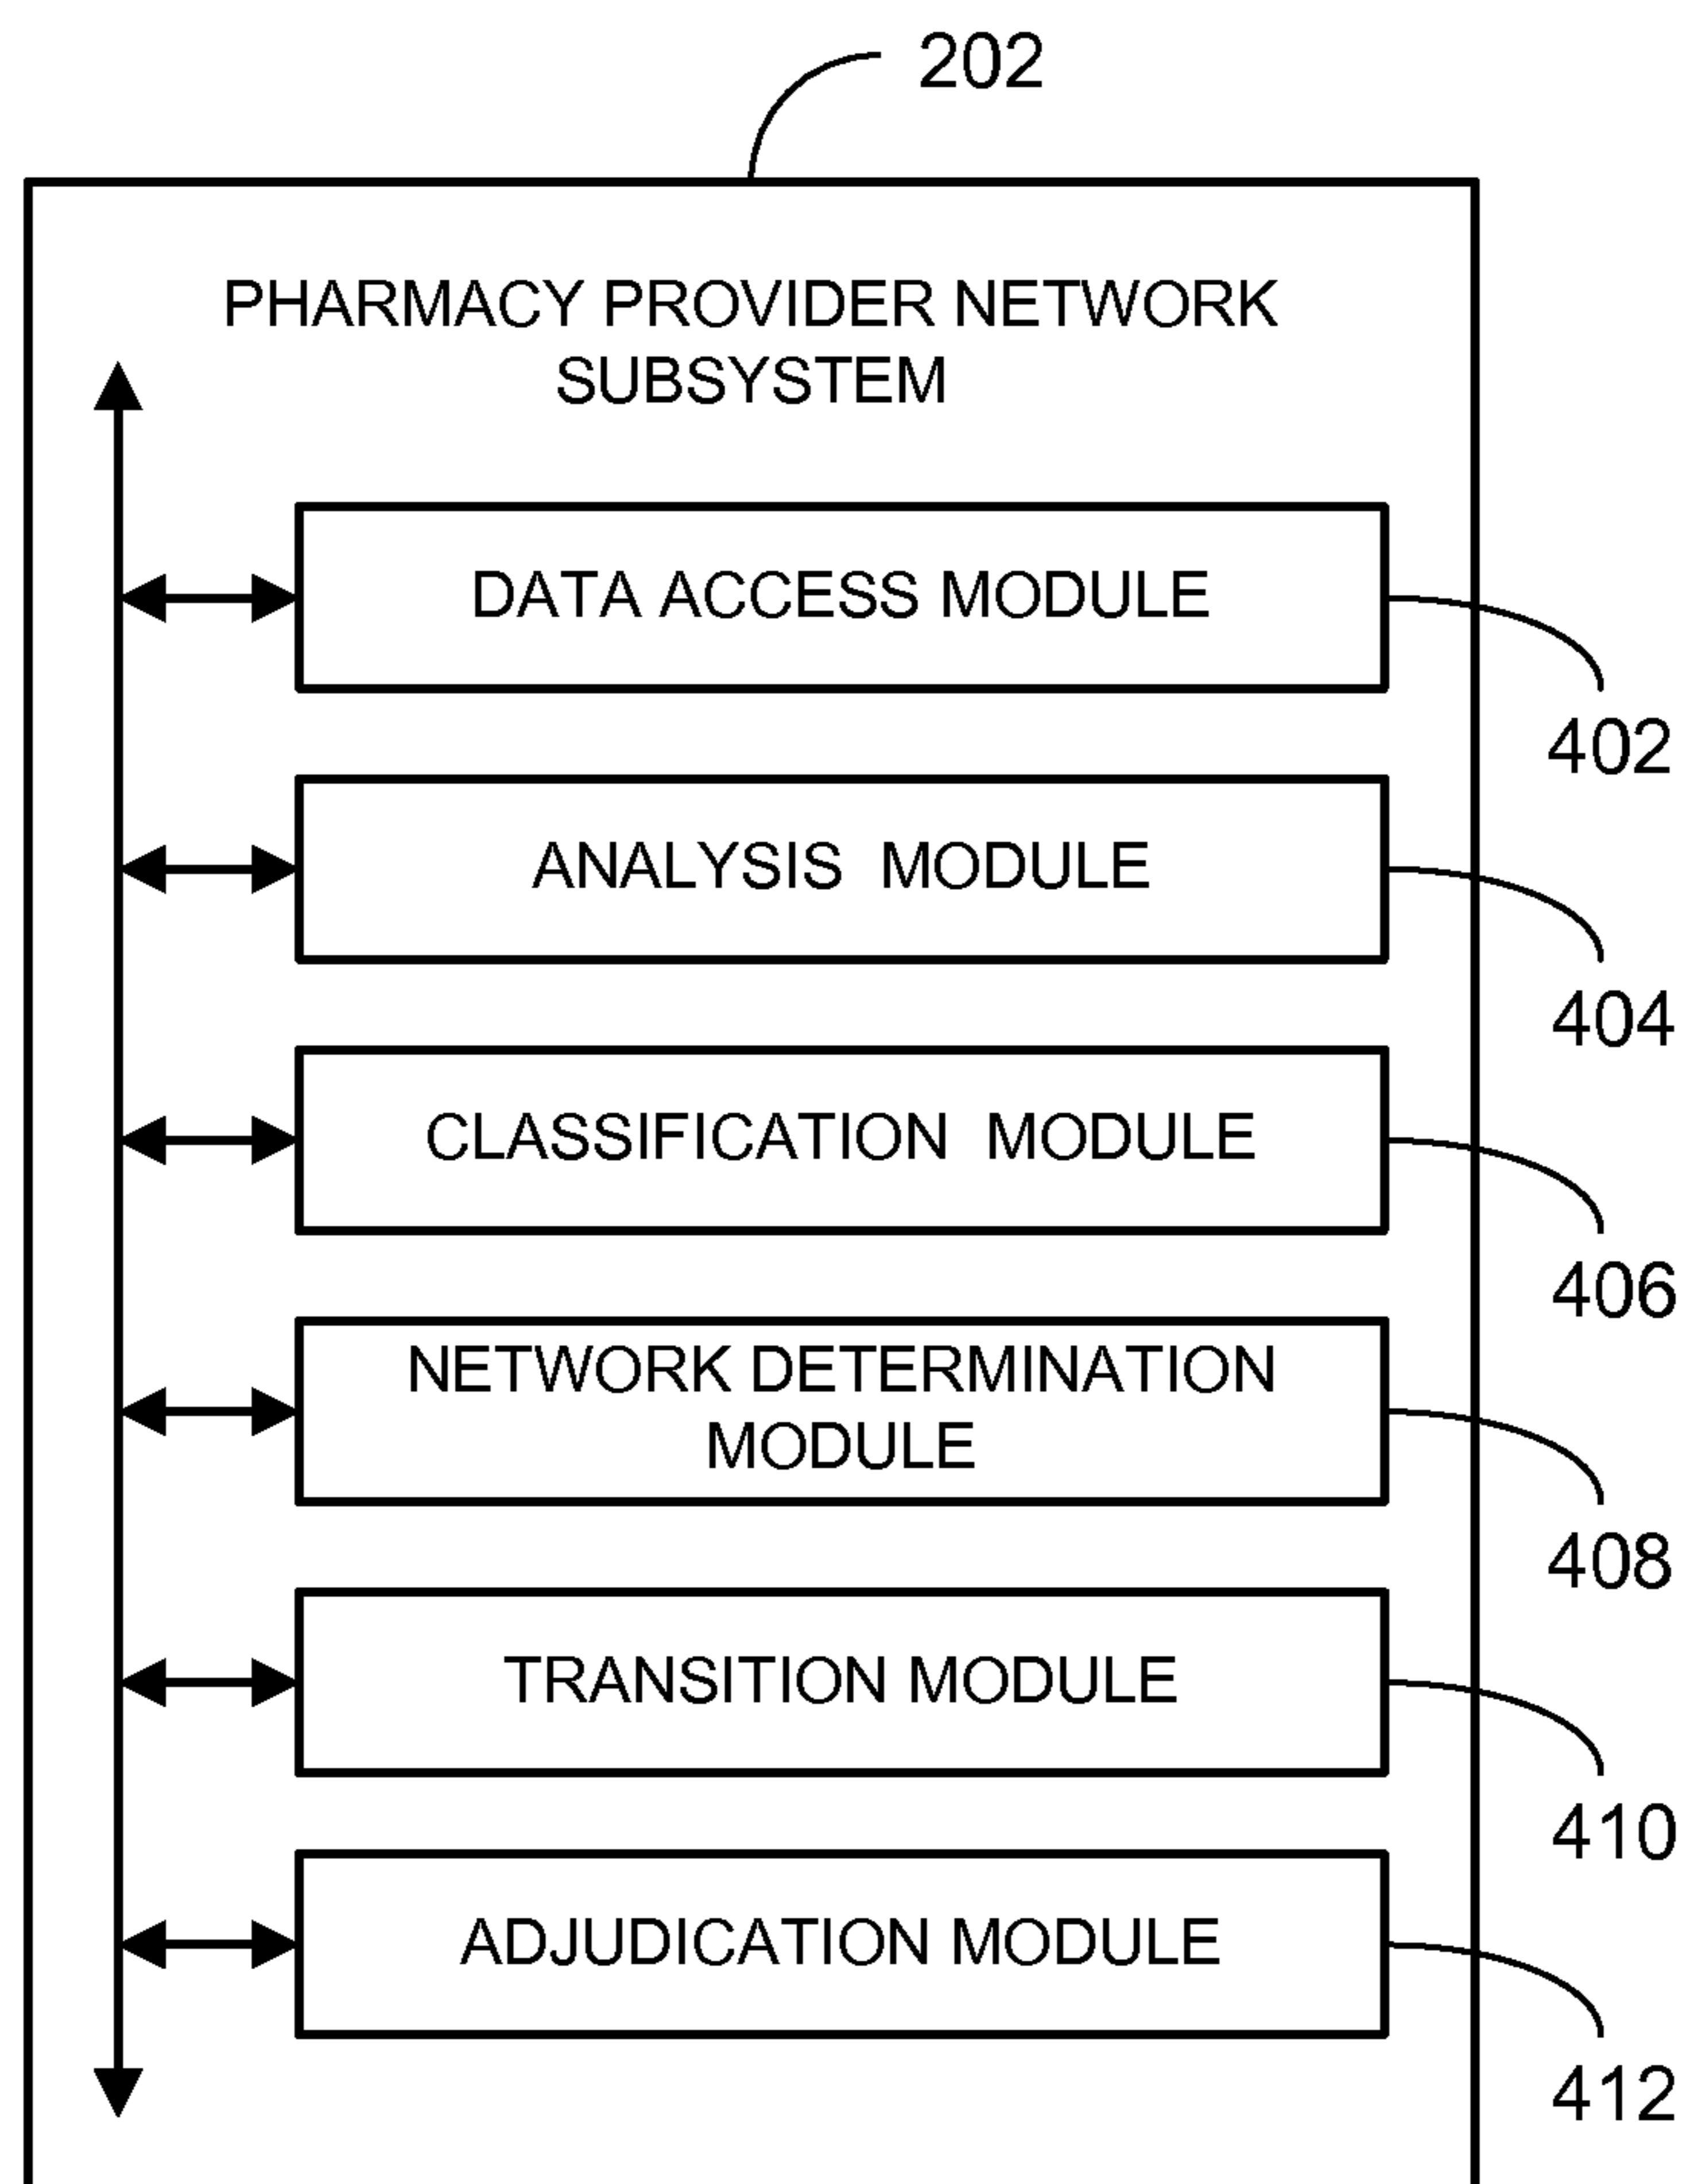 202
PHARMACY PROVIDER NETWORK
SUBSYSTEM
DATA ACCESS MODULE
402
ANALYSIS MODULE
404
CLASSIFICATION MODULE
406
NETWORK DETERMINATION
MODULE
408
TRANSITION MODULE
410
ADJUDICATION MODULE
412